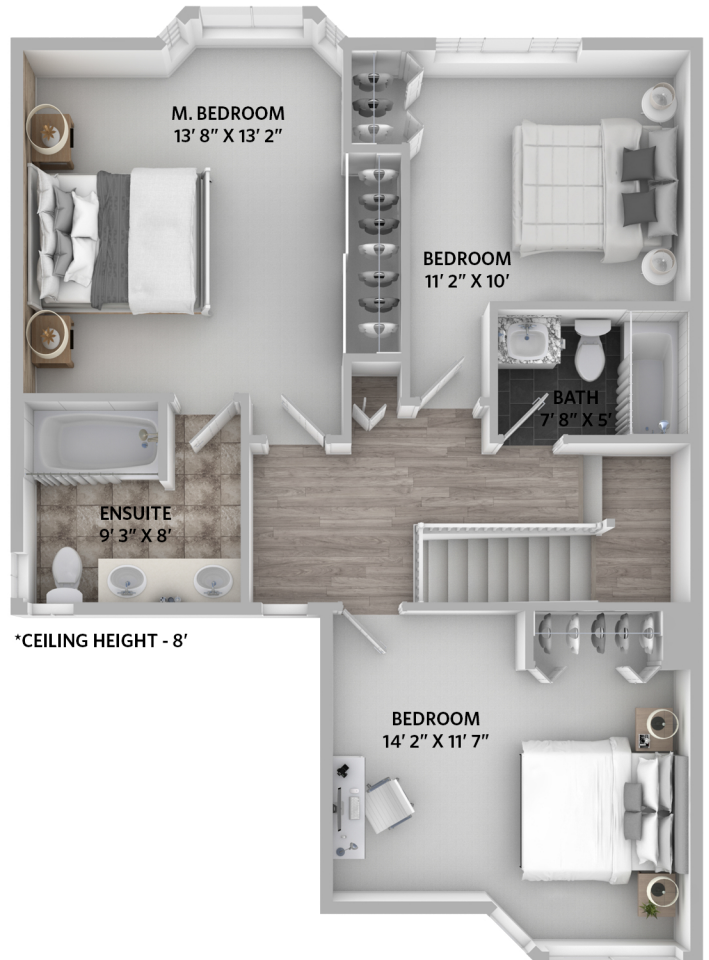 M. BEDROOM
13' 8" X 13' 2"
BEDROOM
11' 2" X 10'
BATH
7' 8" X 5'
ENSUITE
9' 3" X 8'
*CEILING HEIGHT - 8'
BEDROOM
14' 2" X 11' 7"